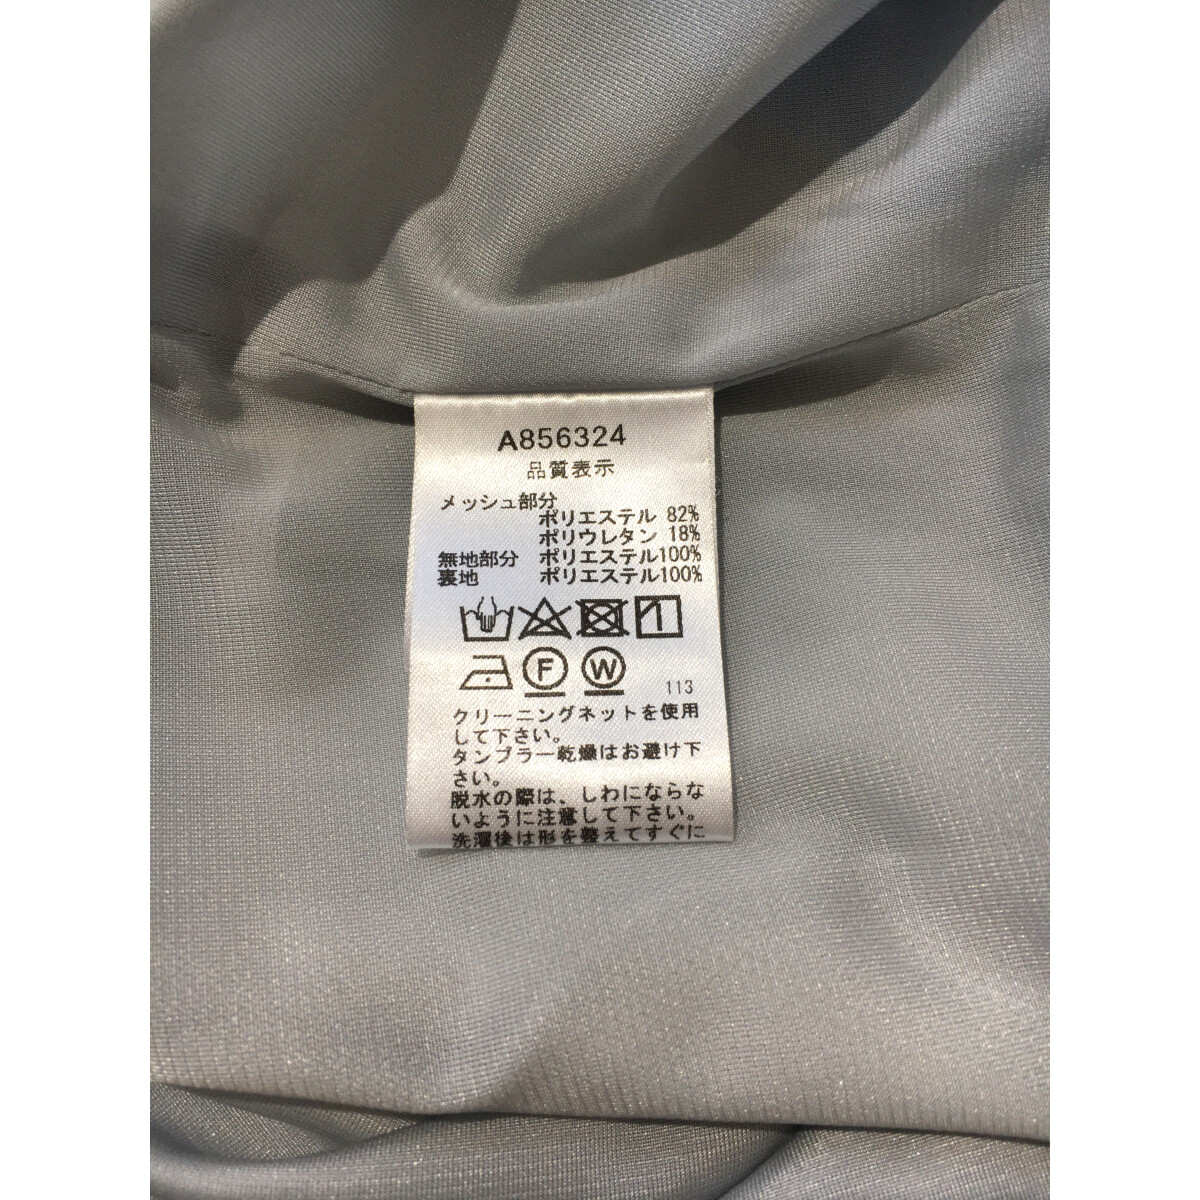 A856324
品質表示
メッシュ部分
ポリエステル 82%
ポリウレタン 18%
無地部分 ポリエステル100%
裏地 ポリエステル100%
F W
113
クリーニングネットを使用
して下さい。
タンブラー乾燥はお避け下
さい。
脱水の際は、しわにならな
いように注意して下さい。
洗濯後は形を整えてすぐに